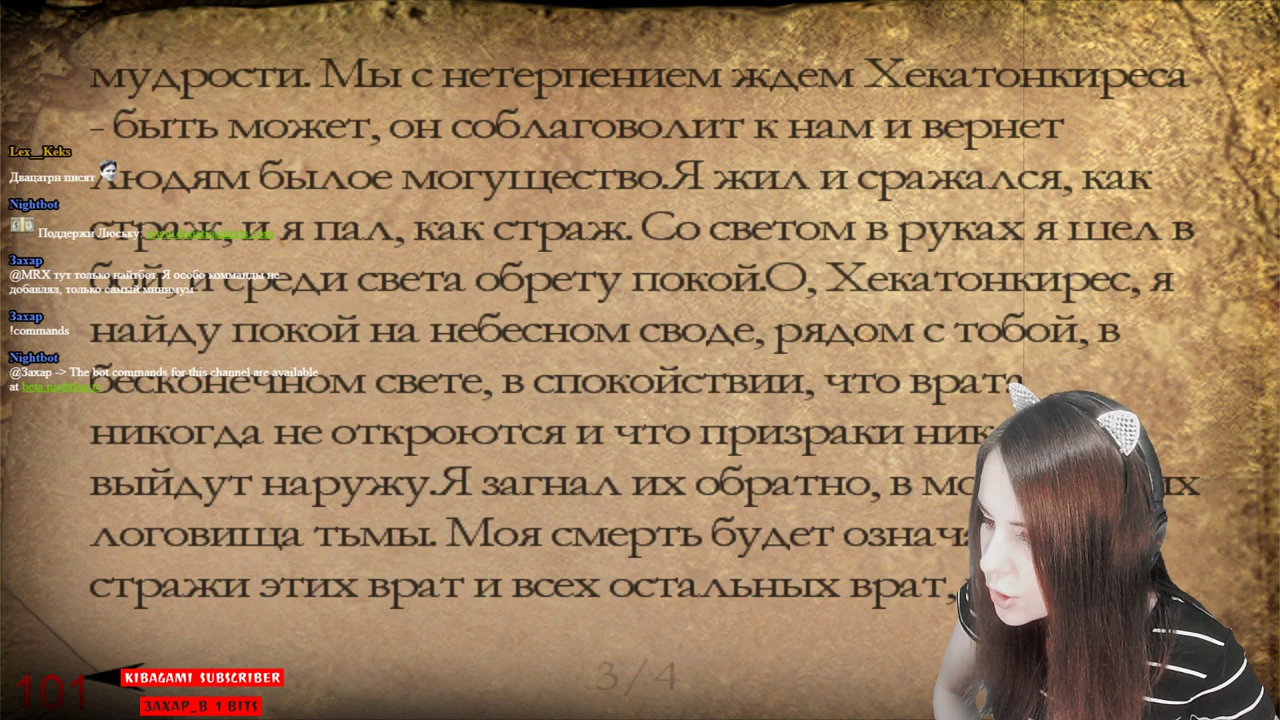 мудрости. Мы с нетерпением ждем Хекатонкиреса
- быть может, он соблаговолит к нам и вернет
людям былое могущество.Я жил и сражался, как
страж, и я пал, как страж. Со светом в руках я шел в
бой, и среди света обрету покой.О, Хекатонкирес, я
найду покой на небесном своде, рядом с тобой, в
бесконечном свете, в спокойствии, что врата
никогда не откроются и что призраки
выйдут наружу.Я загнал их обратно, в
логовища тьмы. Моя смерть будет
стражи этих врат и всех остальных врат,
3/4
Lex__Keks
Двацатри писят
Nightbot
Поддержи Люську:
Захар
@MRX тут только найтбот. Я особо комманды не
добавлял, только самый минимум
Захар
!commands
Nightbot
@Захар -> The bot commands for this channel are available
at
101
KIBAGAMI SUBSCRIBER
ЗАХАР_В 1 BITS